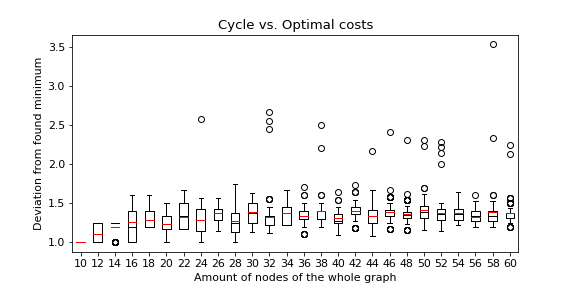 Cycle vs. Optimal costs
3.5
3.0
2.5
2.0
1.5
1.0
Deviation from found minimum
10 12 14 16 18 20 22 24 26 28 30 32 34 36 38 40 42 44 46 48 50 52 54 56 58 60
Amount of nodes of the whole graph